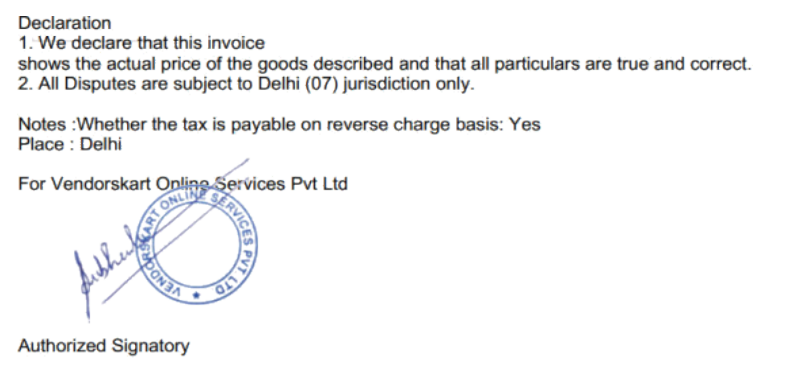 Declaration
1. We declare that this invoice
shows the actual price of the goods described and that all particulars are true and correct.
2. All Disputes are subject to Delhi (07) jurisdiction only.
Notes :Whether the tax is payable on reverse charge basis: Yes
Place : Delhi
For Vendorskart Online Services Pvt Ltd
VENDORSKART ONLINE SERVICES PVT LTD ★
Authorized Signatory